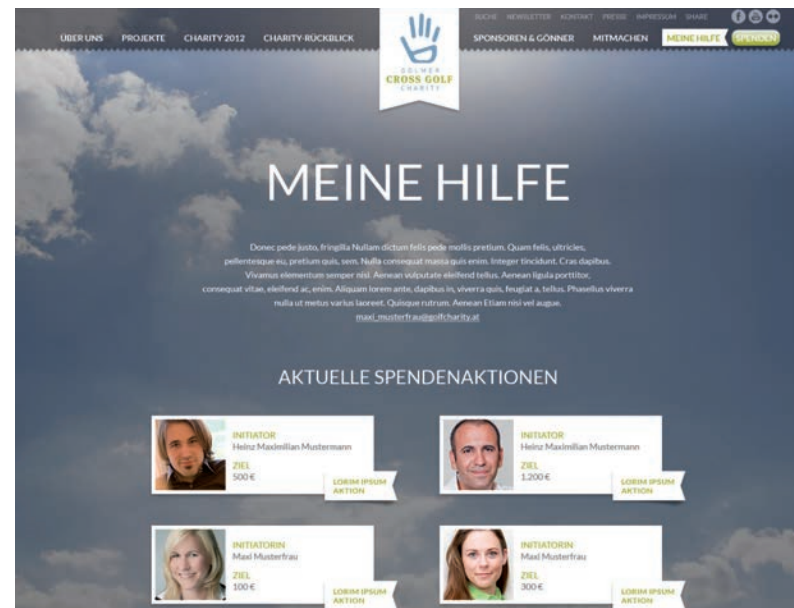 SUCHE NEWSLETTER KONTAKT PRESSE IMPRESSUM SHARE
ÜBER UNS PROJEKTE CHARITY 2012 CHARITY-RÜCKBLICK
SPONSOREN & GÖNNER MITMACHEN MEINE HILFE SPENDEN
CROSS GOLF
CHARITY
MEINE HILFE
Donec pede justo, fringilla Nullam dictum felis pede mollis pretium. Quam felis, ultricies,
pellentesque eu, pretium quis, sem. Nulla consequat massa quis enim. Integer tincidunt. Cras dapibus.
Vivamus elementum semper nisl. Aenean vulputate eleifend tellus. Aenean ligula porttitor,
consequat vitae, eleifend ac, enim. Aliquam lorem ante, dapibus in, viverra quis, feugiat a, tellus. Phasellus viverra
nulla ut metus varius laoreet. Quisque rutrum. Aenean Etiam nisi vel augue.
maxi_musterfrau@golfcharity.at
AKTUELLE SPENDENAKTIONEN
INITIATOR
Heinz Maximilian Mustermann
ZIEL
500 €
LORIM IPSUM
AKTION
INITIATOR
Heinz Maximilian Mustermann
ZIEL
1.200 €
LORIM IPSUM
AKTION
INITIATORIN
Maxi Musterfrau
ZIEL
100 €
LORIM IPSUM
AKTION
INITIATORIN
Maxi Musterfrau
ZIEL
300 €
LORIM IPSUM
AKTION